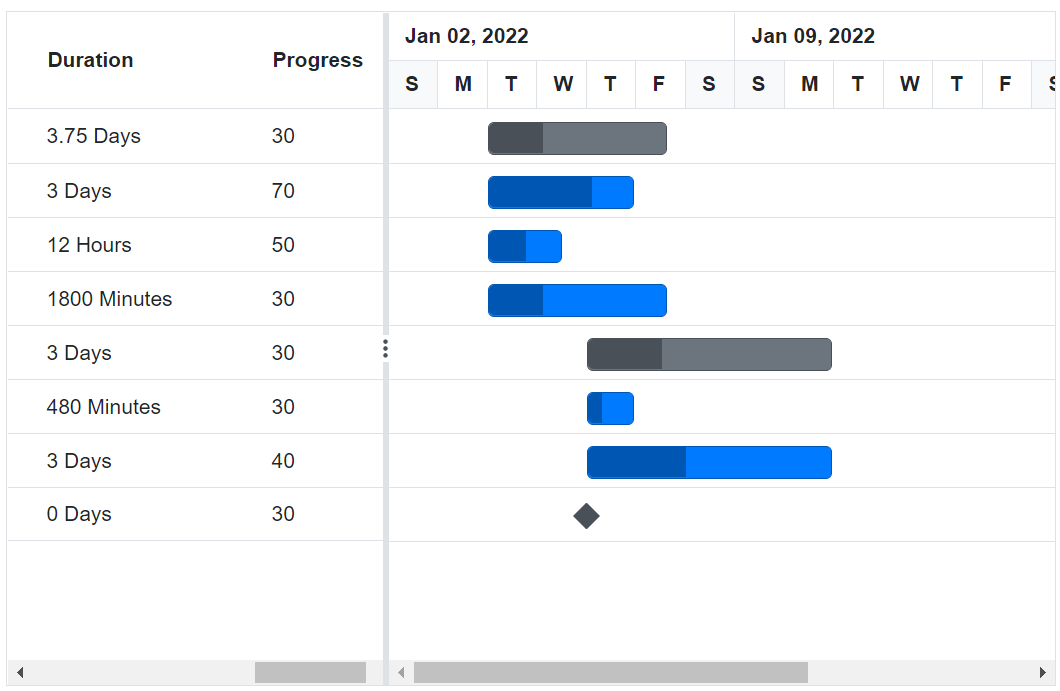 Duration Progress Jan 02, 2022 Jan 09, 2022
S M T W T F S S M T W T F S
3.75 Days 30
3 Days 70
12 Hours 50
1800 Minutes 30
3 Days 30
480 Minutes 30
3 Days 40
0 Days 30